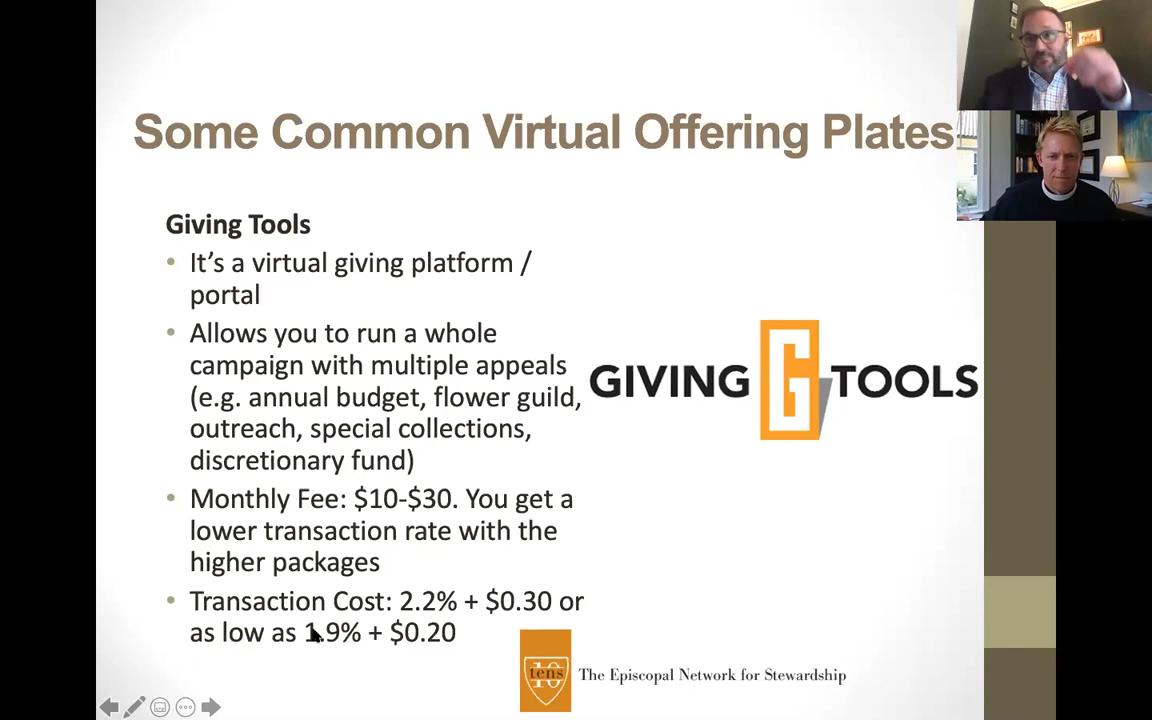 Some Common Virtual Offering Plates
Giving Tools
• It’s a virtual giving platform /
portal
• Allows you to run a whole
campaign with multiple appeals
(e.g. annual budget, flower guild,
outreach, special collections,
discretionary fund)
• Monthly Fee: $10-$30. You get a
lower transaction rate with the
higher packages
• Transaction Cost: 2.2% + $0.30 or
as low as 1.9% + $0.20
GIVING G TOOLS
tens
10
The Episcopal Network for Stewardship